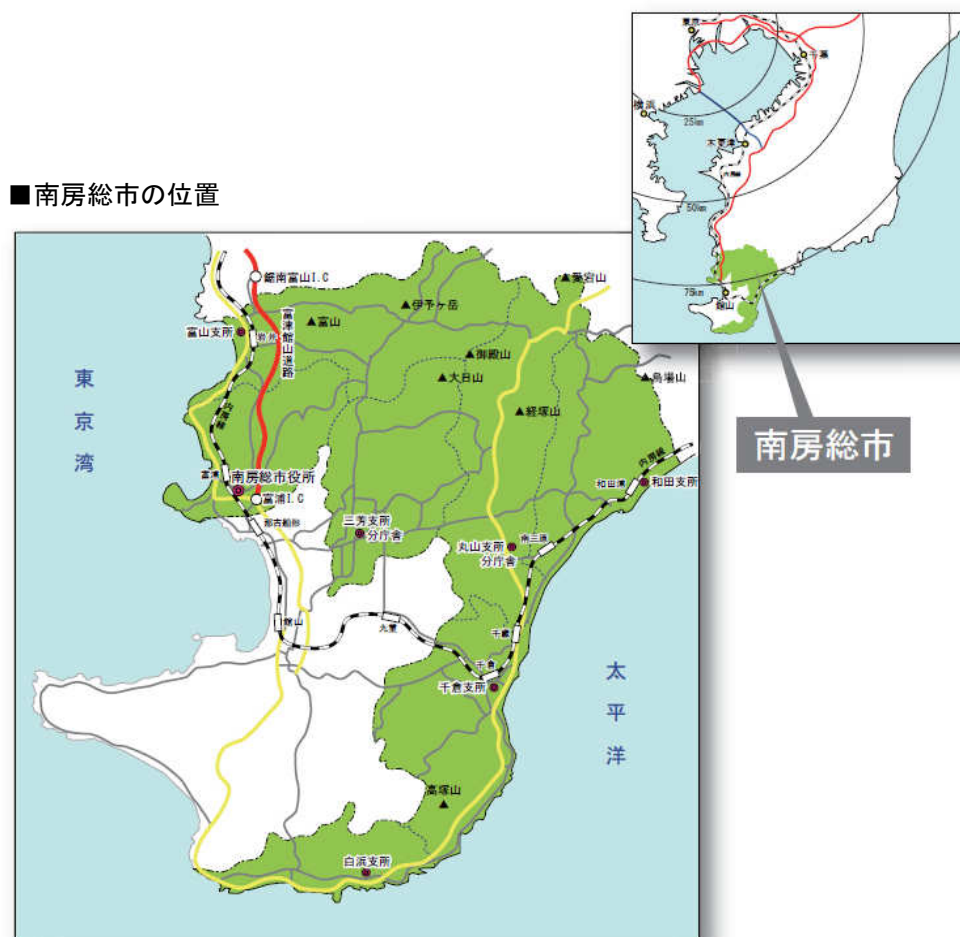 ■南房総市の位置
東京
千葉
横浜
25km
木更津
内房線
50km
75km
館山
南房総市
鋸南富山I.C
愛宕山
伊予ヶ岳
富山支所
岩井
富山
富津館山道路
御殿山
大日山
烏場山
経塚山
東京湾
内房線
内房線
富浦
南房総市役所
富浦I.C
和田浦
和田支所
那古船形
三芳支所
分庁舎
丸山支所
分庁舎
南三原
館山
九重
千歳
千倉
千倉支所
太平洋
高塚山
白浜支所